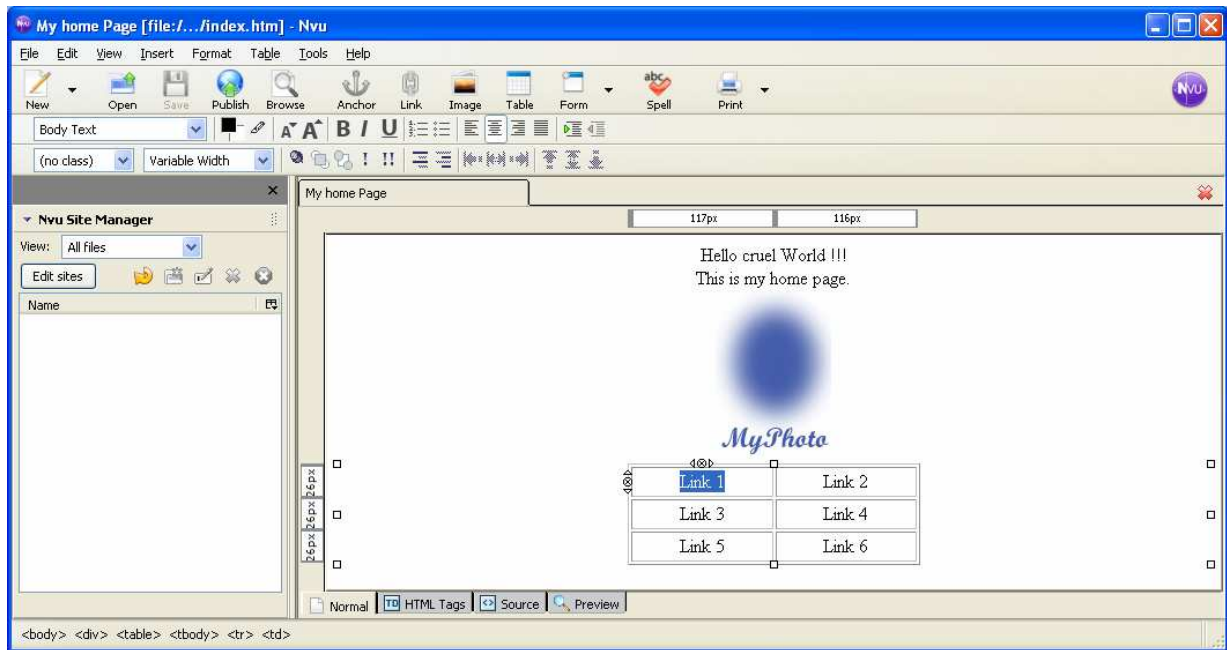 My home Page [file:/.../index.htm] - Nvu
File Edit View Insert Format Table Tools Help
New Open Save Publish Browse Anchor Link Image Table Form abc Spell Print NVU
Body Text A A B I U
(no class) Variable Width ! !!
My home Page
Nvu Site Manager
117px 116px
View: All files
Edit sites
Name
Hello cruel World !!!
This is my home page.
MyPhoto
26px Link 1 Link 2
26px Link 3 Link 4
26px Link 5 Link 6
Normal TD HTML Tags Source Preview
<body> <div> <table> <tbody> <tr> <td>